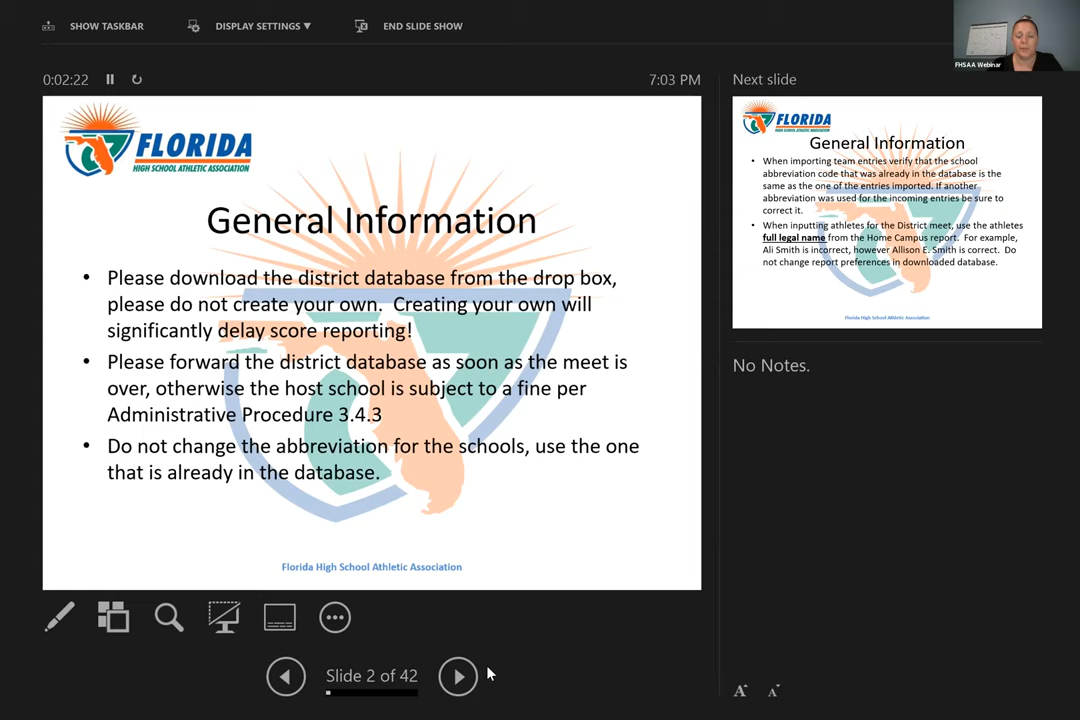 SHOW TASKBAR
DISPLAY SETTINGS ▼
END SLIDE SHOW
FHSAA Webinar
0:02:22
7:03 PM
FLORIDA
HIGH SCHOOL ATHLETIC ASSOCIATION
General Information
• Please download the district database from the drop box,
please do not create your own. Creating your own will
significantly delay score reporting!
• Please forward the district database as soon as the meet is
over, otherwise the host school is subject to a fine per
Administrative Procedure 3.4.3
• Do not change the abbreviation for the schools, use the one
that is already in the database.
Florida High School Athletic Association
Slide 2 of 42
Next slide
FLORIDA
HIGH SCHOOL ATHLETIC ASSOCIATION
General Information
• When importing team entries verify that the school
abbreviation code that was already in the database is the
same as the one of the entries imported. If another
abbreviation was used for the incoming entries be sure to
correct it.
• When inputting athletes for the District meet, use the athletes
full legal name from the Home Campus report. For example,
Ali Smith is incorrect, however Allison E. Smith is correct. Do
not change report preferences in downloaded database.
Florida High School Athletic Association
No Notes.
A A